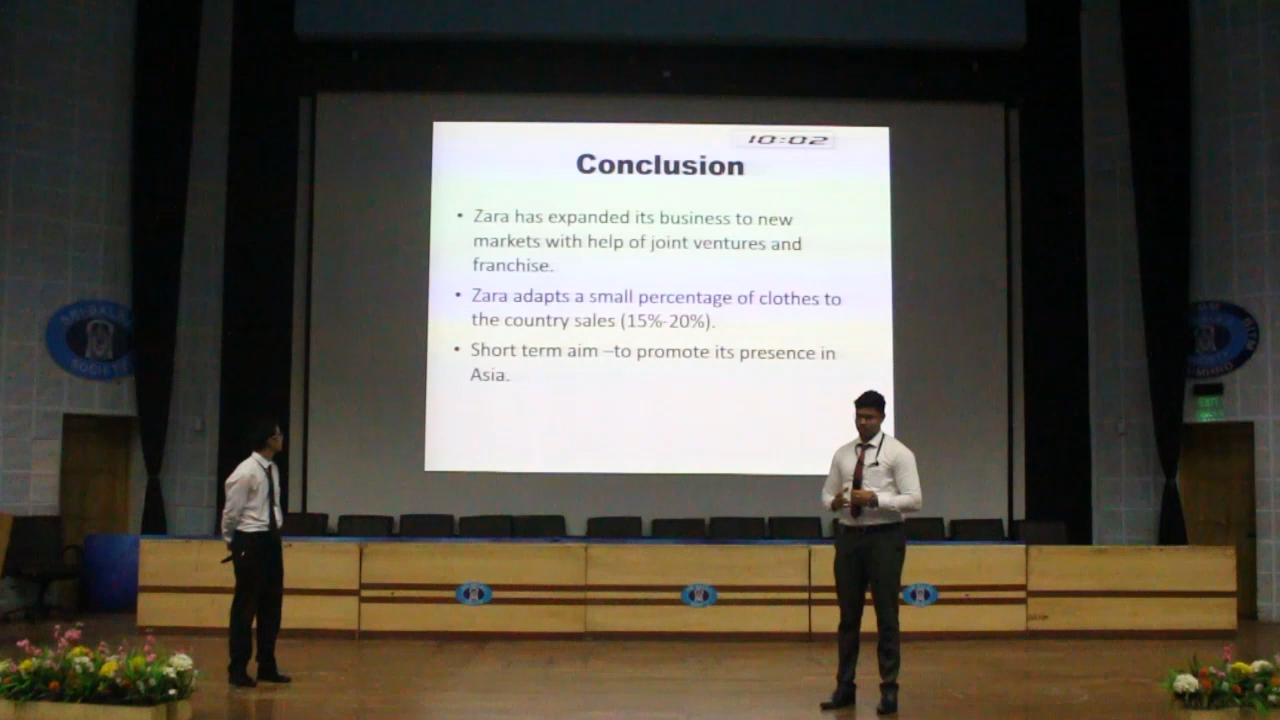 10:02
Conclusion
• Zara has expanded its business to new
markets with help of joint ventures and
franchise.
• Zara adapts a small percentage of clothes to
the country sales (15%-20%).
• Short term aim –to promote its presence in
Asia.
SOCIETY
EXIT